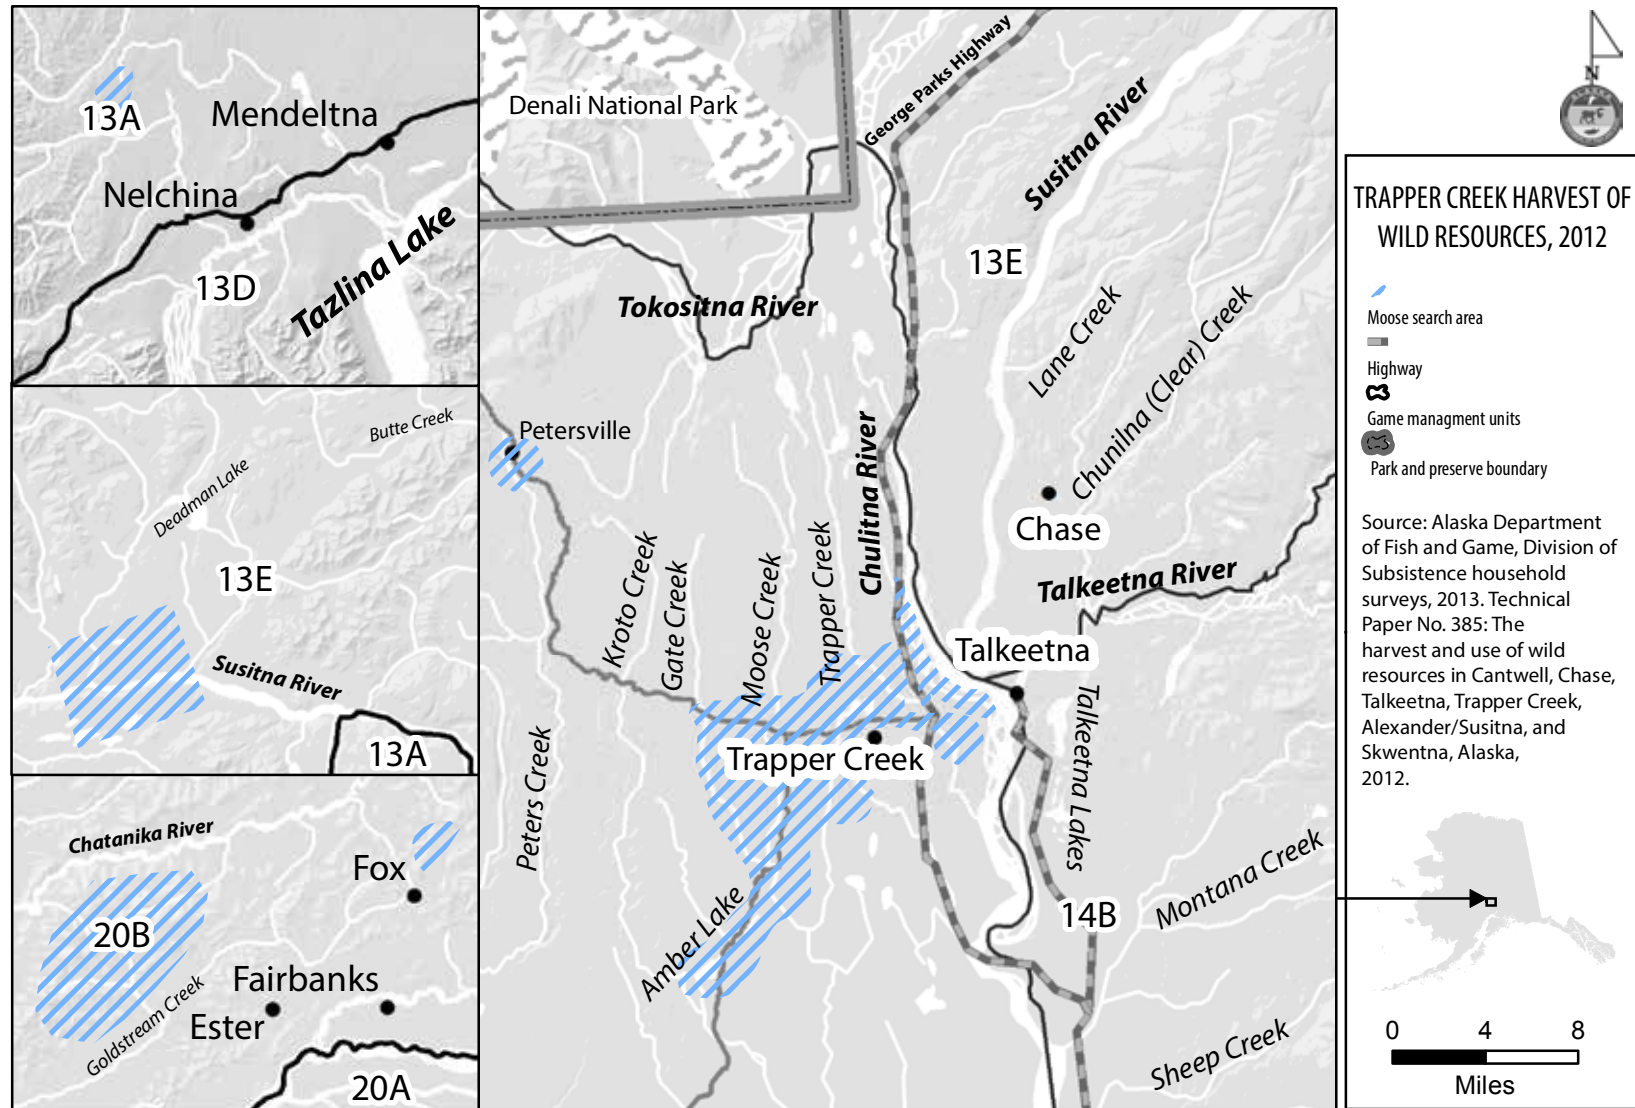 13A
Mendeltna
Nelchina
13D
Tazlina Lake
Butte Creek
Deadman Lake
13E
Susitna River
13A
Chatanika River
Fox
20B
Fairbanks
Ester
Goldstream Creek
20A
Denali National Park
George Parks Highway
Susitna River
13E
Tokositna River
Lane Creek
Chunilna (Clear) Creek
Petersville
Chulitna River
Chase
Kroto Creek
Gate Creek
Moose Creek
Trapper Creek
Talkeetna River
Talkeetna
Trapper Creek
Peters Creek
Talkeetna Lakes
Amber Lake
14B
Montana Creek
Sheep Creek
N
TRAPPER CREEK HARVEST OF
WILD RESOURCES, 2012
Moose search area
Highway
Game managment units
Park and preserve boundary
Source: Alaska Department
of Fish and Game, Division of
Subsistence household
surveys, 2013. Technical
Paper No. 385: The
harvest and use of wild
resources in Cantwell, Chase,
Talkeetna, Trapper Creek,
Alexander/Susitna, and
Skwentna, Alaska,
2012.
0 4 8
Miles